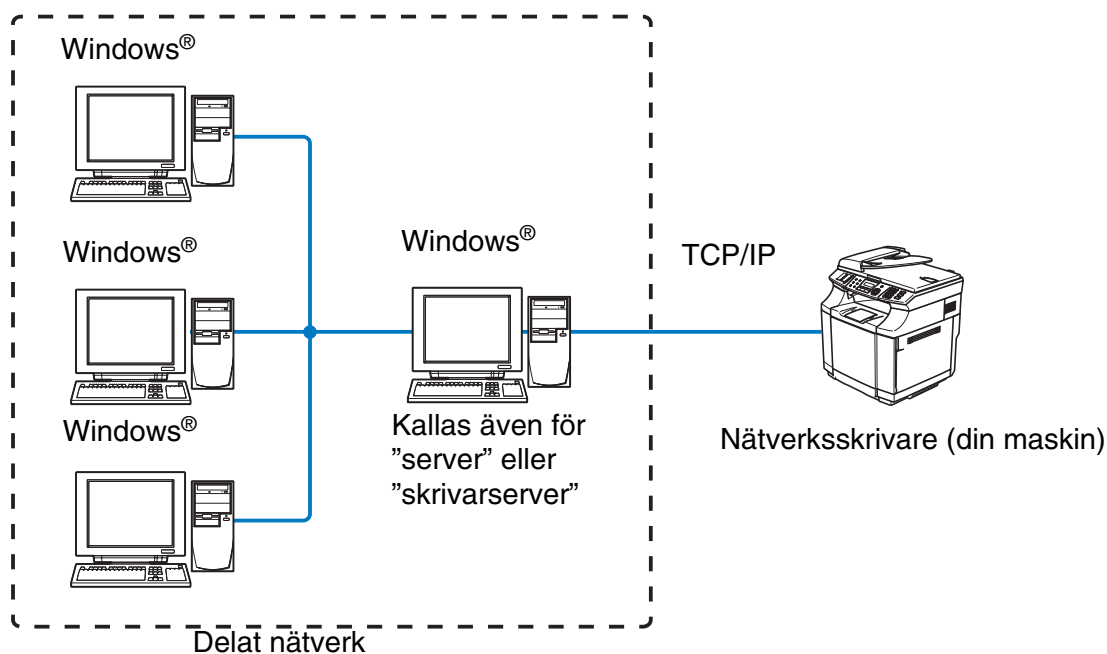 Windows®
Windows®
Windows®
Windows®
Kallas även för
”server” eller
”skrivarserver”
TCP/IP
Nätverksskrivare (din maskin)
Delat nätverk